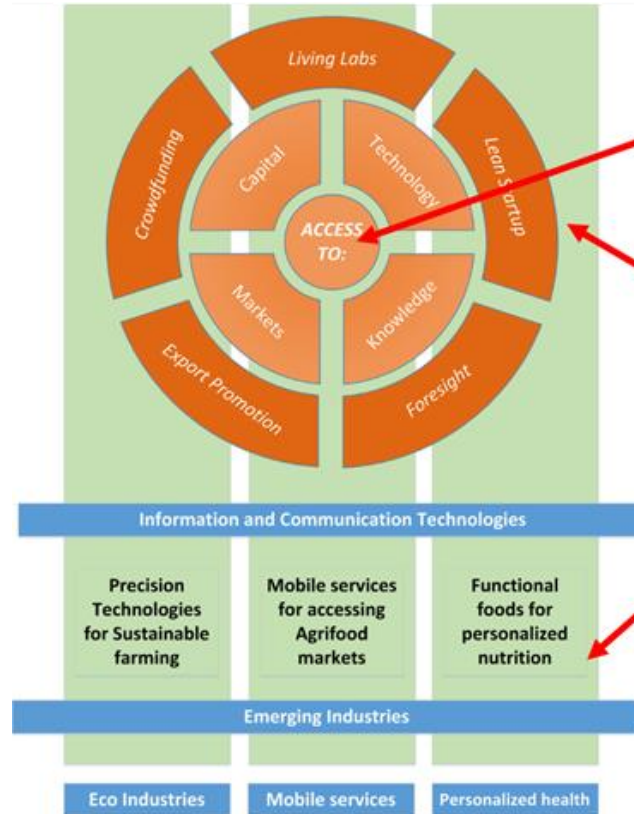 Living Labs
Crowdfunding
Capital
Technology
Lean Startup
ACCESS
TO:
Markets
Knowledge
Export Promotion
Foresight
Information and Communication Technologies
Precision
Technologies
for Sustainable
farming
Mobile services
for accessing
Agrifood
markets
Functional
foods for
personalized
nutrition
Emerging Industries
Eco Industries
Mobile services
Personalized health